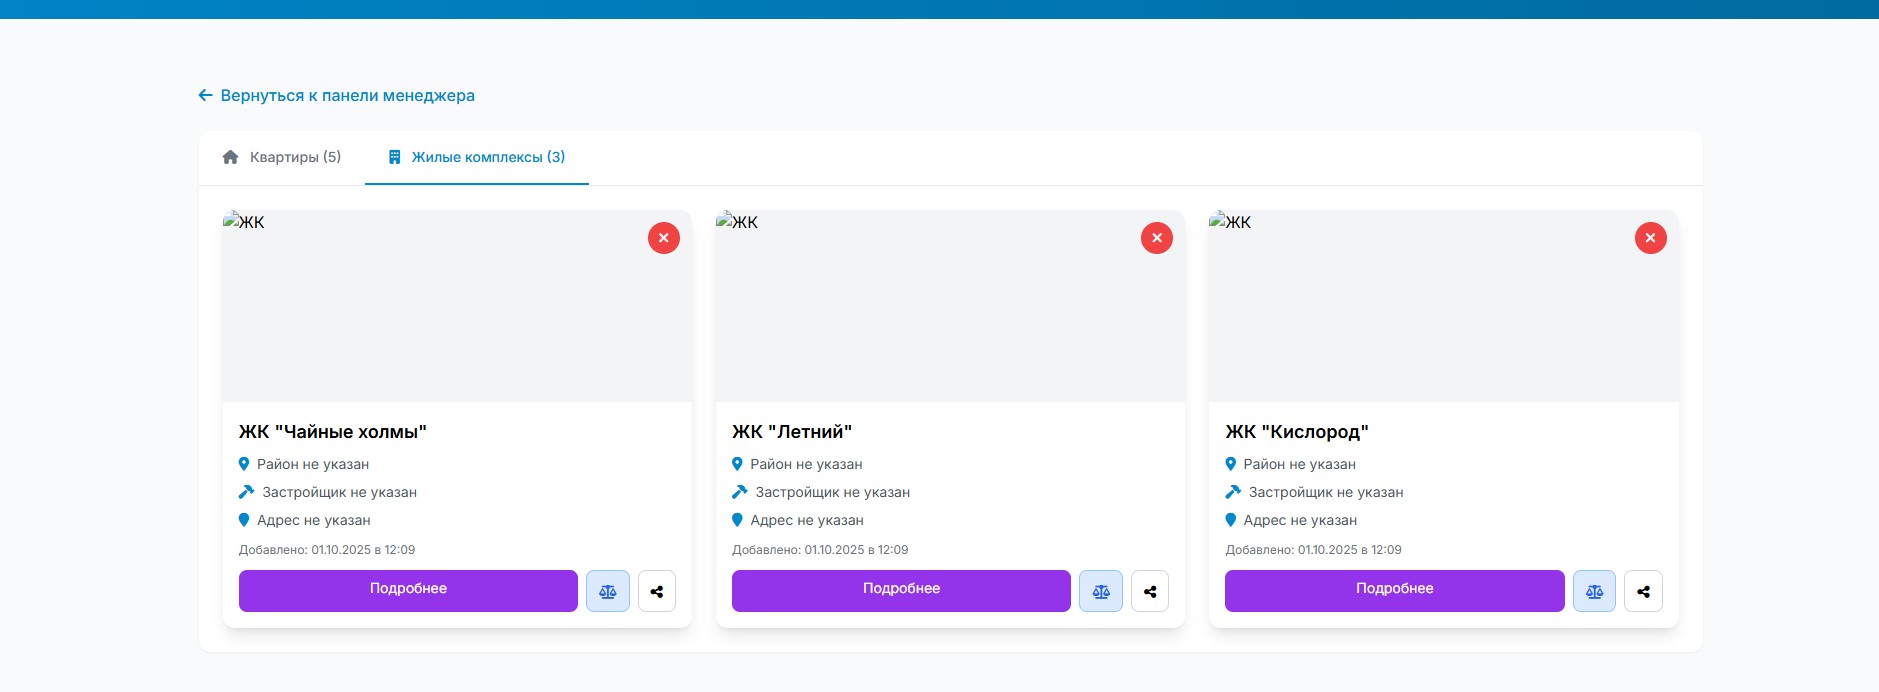 Вернуться к панели менеджера
Квартиры (5)
Жилые комплексы (3)
ЖК
ЖК
ЖК
ЖК "Чайные холмы"
Район не указан
Застройщик не указан
Адрес не указан
Добавлено: 01.10.2025 в 12:09
Подробнее
ЖК "Летний"
Район не указан
Застройщик не указан
Адрес не указан
Добавлено: 01.10.2025 в 12:09
Подробнее
ЖК "Кислород"
Район не указан
Застройщик не указан
Адрес не указан
Добавлено: 01.10.2025 в 12:09
Подробнее